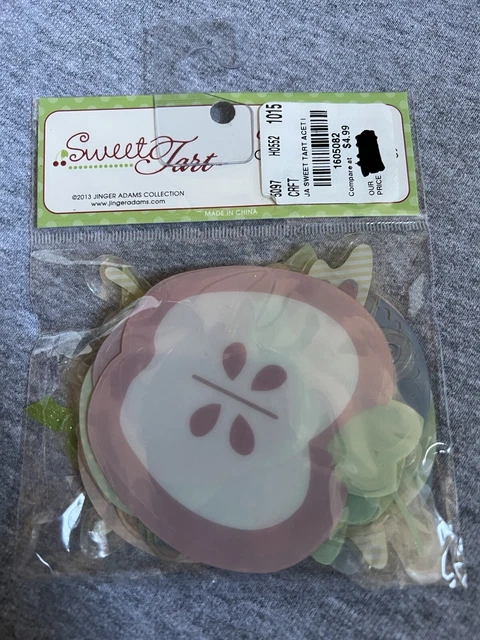 Sweet
Tart
©2013 JINGER ADAMS COLLECTION
www.jingeradams.com
MADE IN CHINA
5097 H0552 1015
CRFT
JA SWEET TART ACET I
1605082
Compare at $4.99
OUR
PRICE